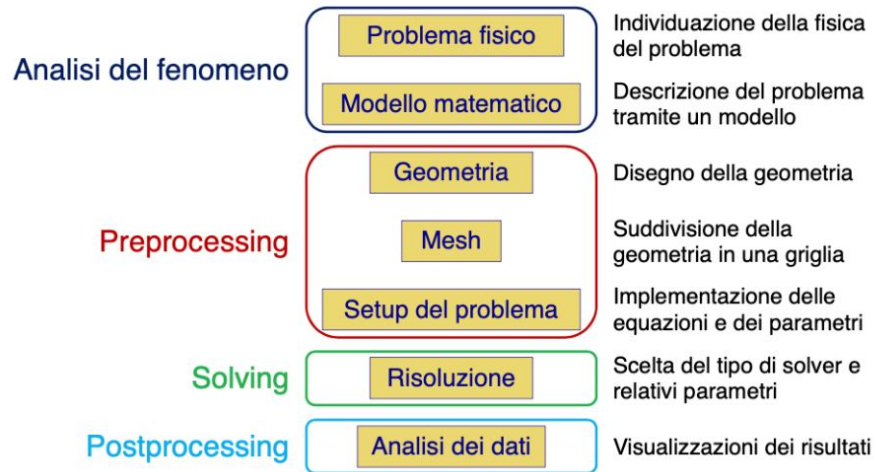 Analisi del fenomeno
Problema fisico
Individuazione della fisica
del problema
Modello matematico
Descrizione del problema
tramite un modello
Preprocessing
Geometria
Disegno della geometria
Mesh
Suddivisione della
geometria in una griglia
Setup del problema
Implementazione delle
equazioni e dei parametri
Solving
Risoluzione
Scelta del tipo di solver e
relativi parametri
Postprocessing
Analisi dei dati
Visualizzazioni dei risultati